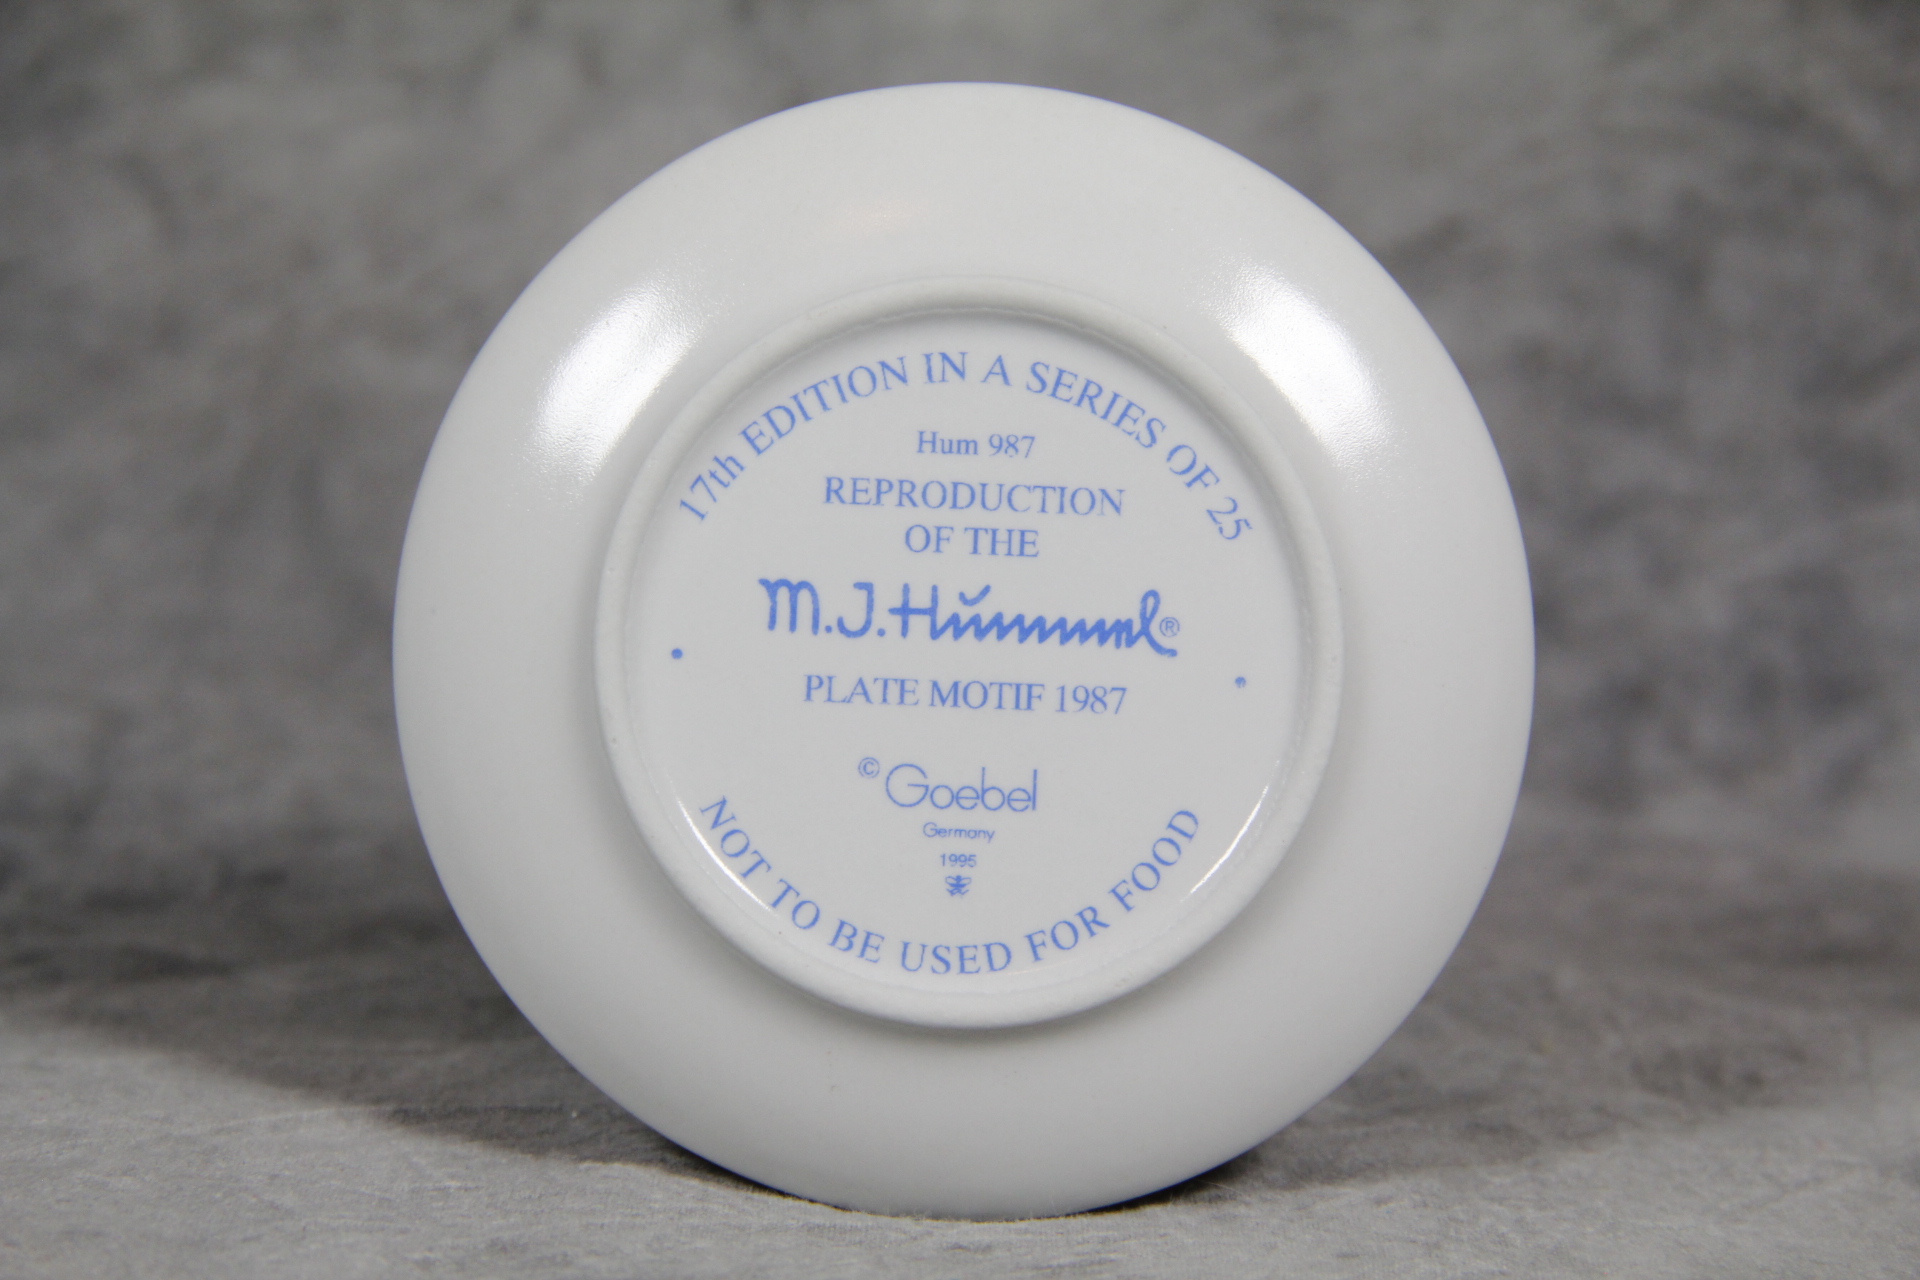 17th EDITION IN A SERIES OF 25
Hum 987
REPRODUCTION
OF THE
M.J.Hummel®
PLATE MOTIF 1987
© Goebel
Germany
1995
NOT TO BE USED FOR FOOD